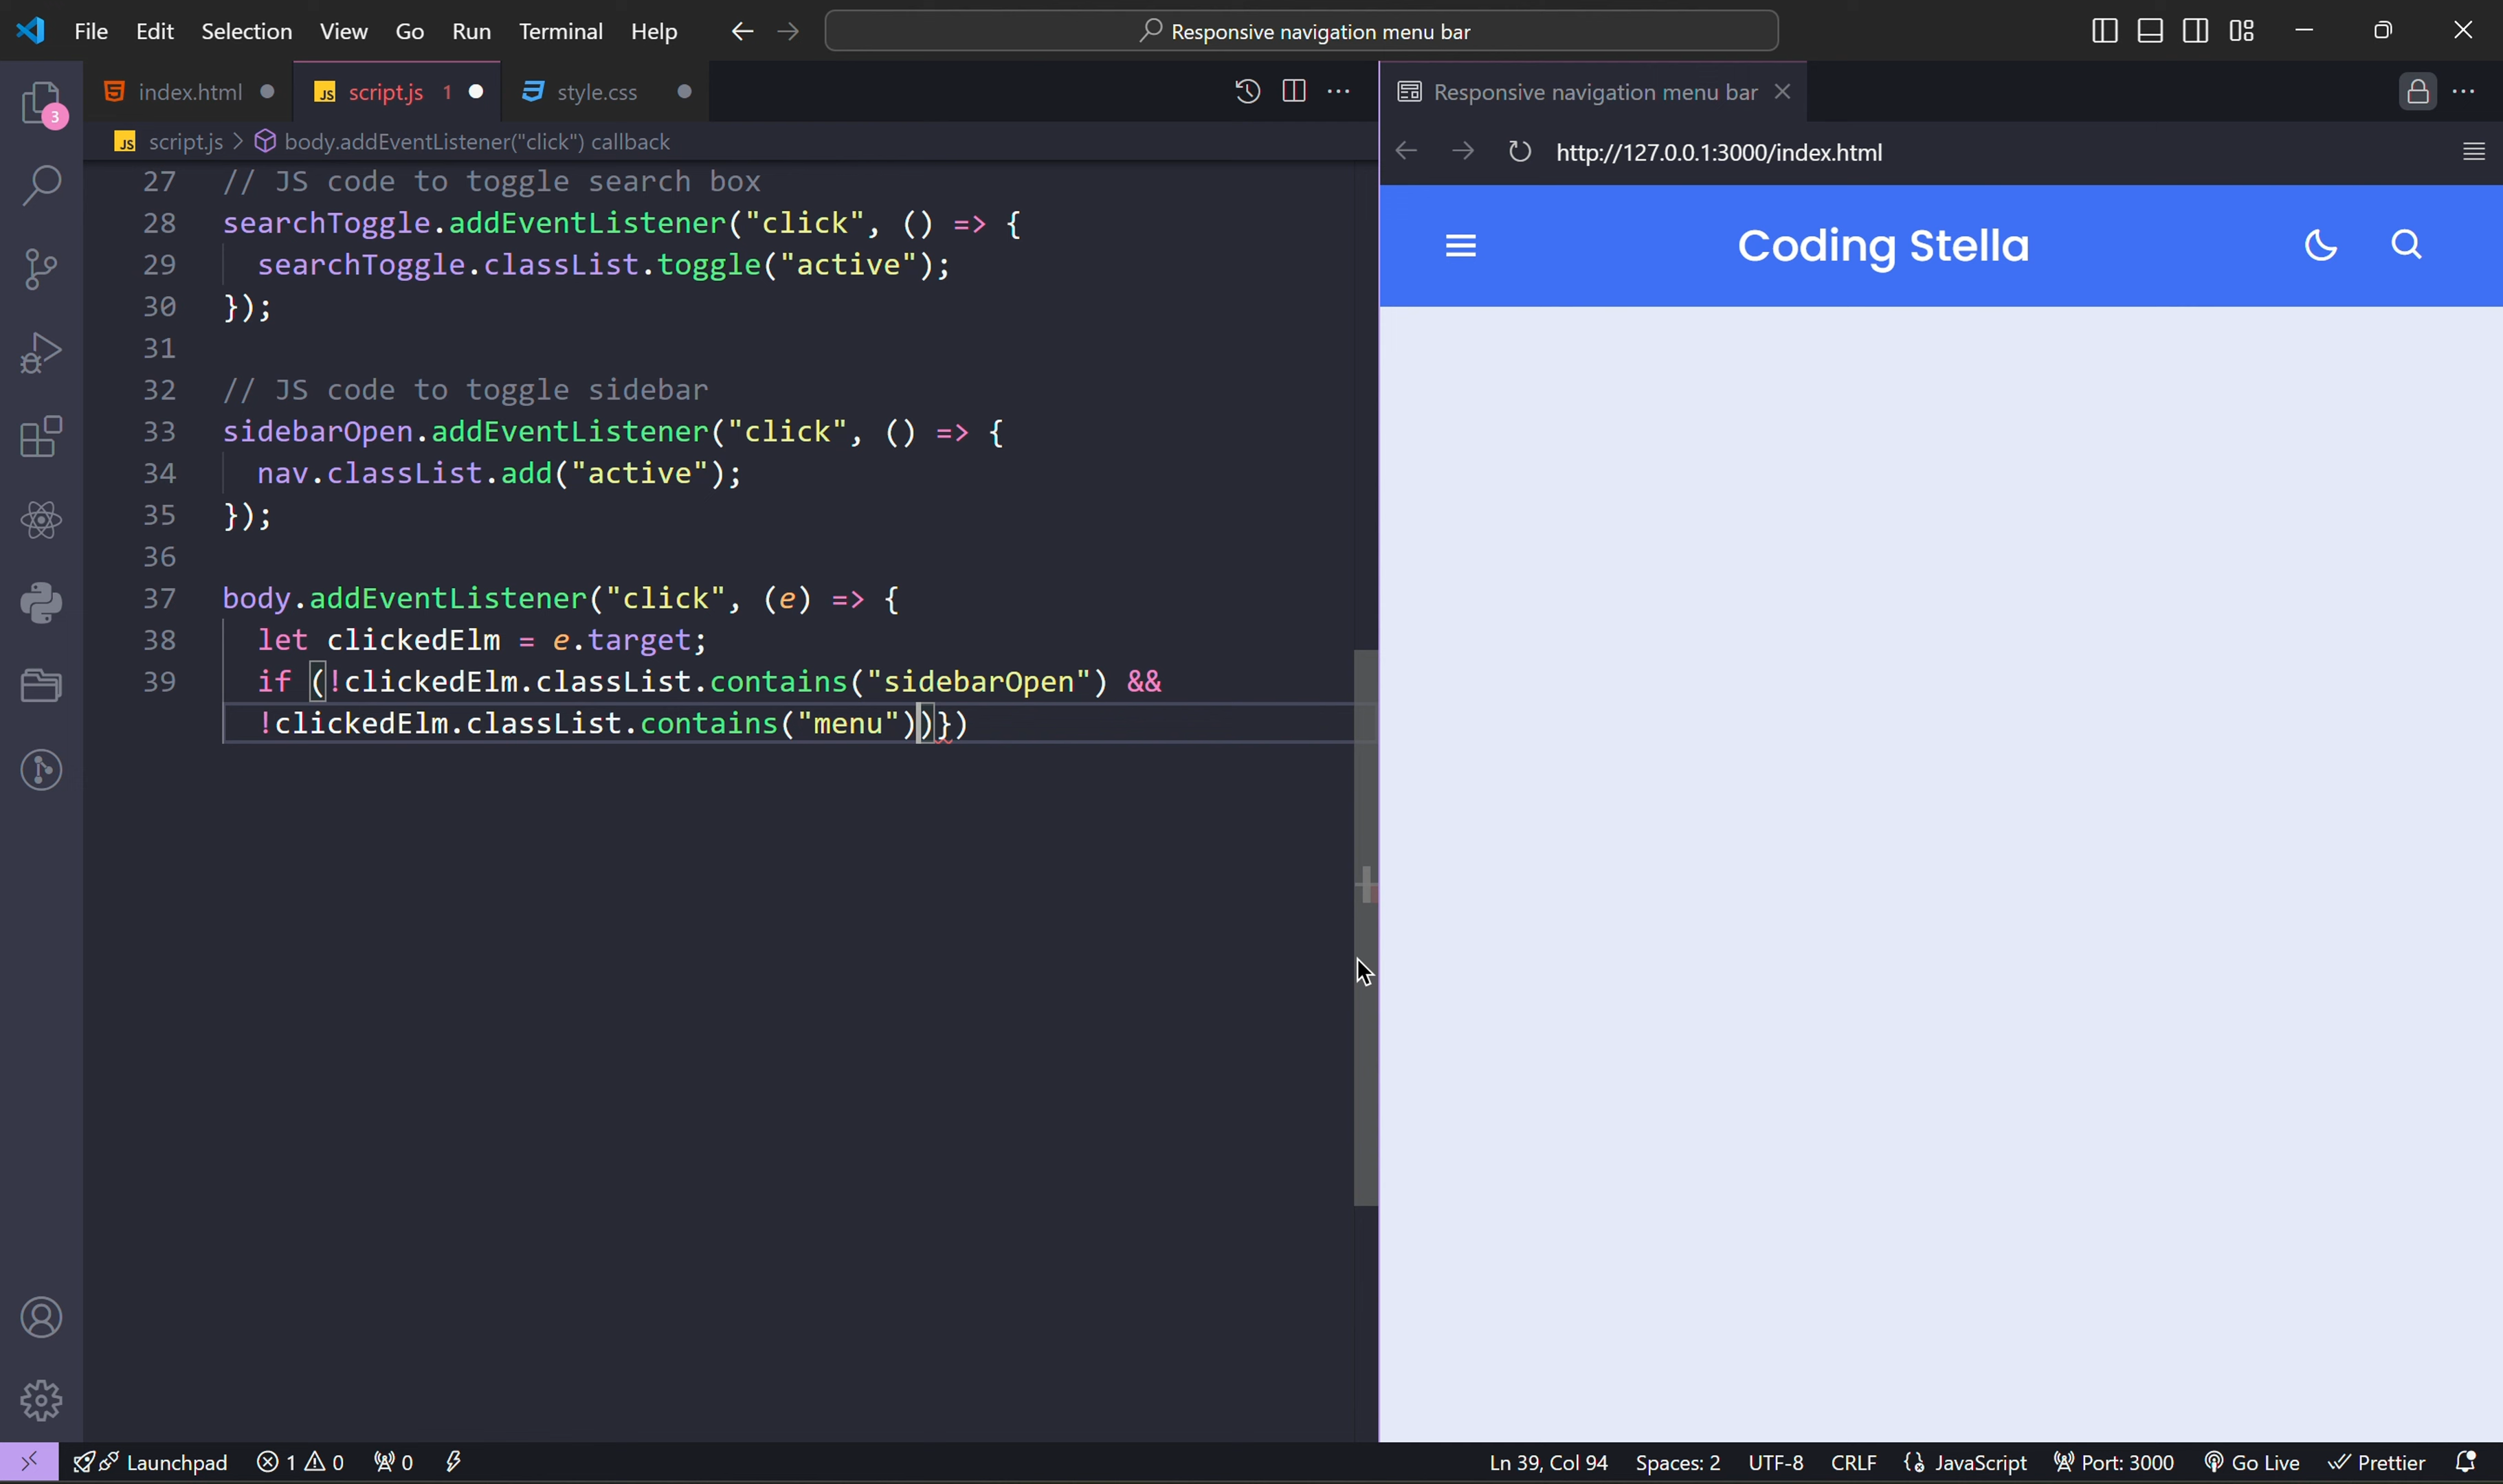 File Edit Selection View Go Run Terminal Help
Responsive navigation menu bar
3
index.html
JS script.js 1
style.css
Responsive navigation menu bar
JS script.js > body.addEventListener("click") callback
http://127.0.0.1:3000/index.html
27 // JS code to toggle search box
28 searchToggle.addEventListener("click", () => {
29 searchToggle.classList.toggle("active");
30 });
31
32 // JS code to toggle sidebar
33 sidebarOpen.addEventListener("click", () => {
34 nav.classList.add("active");
35 });
36
37 body.addEventListener("click", (e) => {
38 let clickedElm = e.target;
39 if (!clickedElm.classList.contains("sidebarOpen") &&
!clickedElm.classList.contains("menu"))})
Coding Stella
Launchpad 1 0 0 Ln 39, Col 94 Spaces: 2 UTF-8 CRLF JavaScript Port: 3000 Go Live Prettier